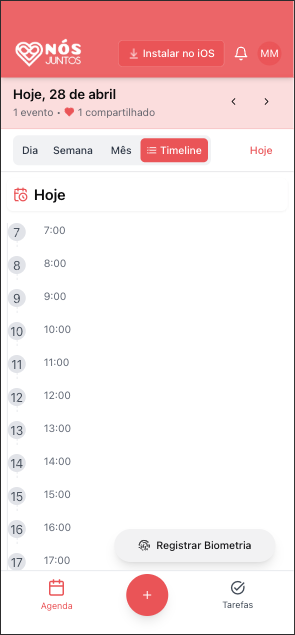 NÓS
JUNTOS
Instalar no iOS
MM
Hoje, 28 de abril
1 evento • 1 compartilhado
Dia Semana Mês Timeline Hoje
Hoje
7 7:00
8 8:00
9 9:00
10 10:00
11 11:00
12 12:00
13 13:00
14 14:00
15 15:00
16 16:00
Registrar Biometria
17 17:00
Agenda
Tarefas